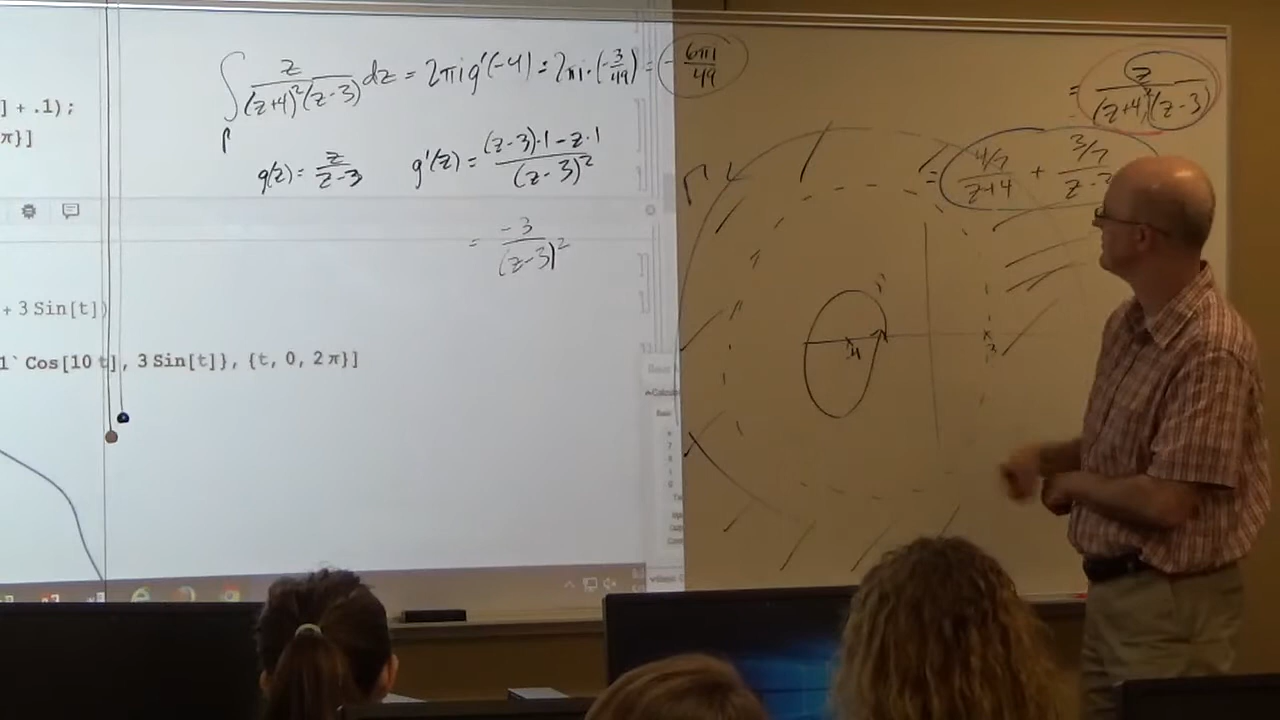 ] + .1);
π}]
+ 3 Sin[t])
1` Cos[10 t], 3 Sin[t]}, {t, 0, 2 π}]
∫_Γ z/((z+4)²(z-3)) dz = 2πi g'(-4) = 2πi·(-3/49) = -6πi/49
g(z) = z/(z-3) g'(z) = ((z-3)·1 - z·1)/(z-3)²
= -3/(z-3)²
= z/((z+4)²(z-3))
= (4/7)/(z+4) + (3/7)/(z-3
Γ
3